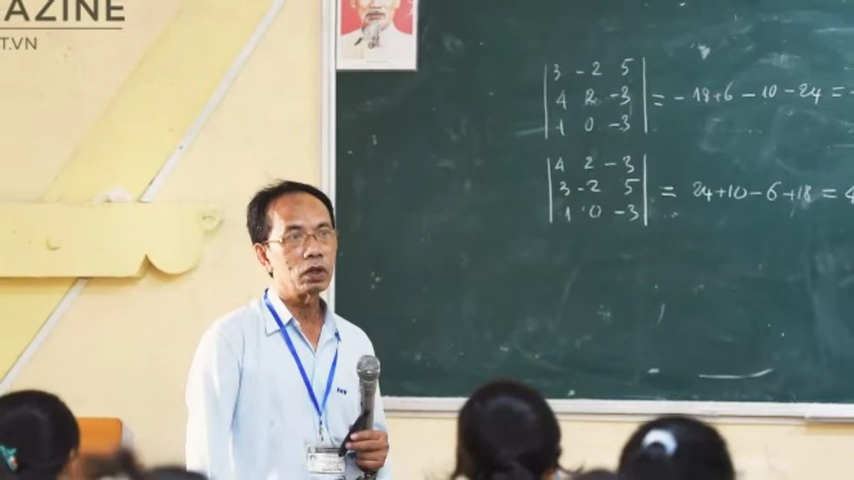 AZINE
T.VN
| 3 -2 5 |
| 4 2 -3 | = - 18+6 - 10 - 24 = -
| 1 0 -3 |
| 4 2 -3 |
| 3 -2 5 | = 24+10-6+18 = 4
| 1 0 -3 |